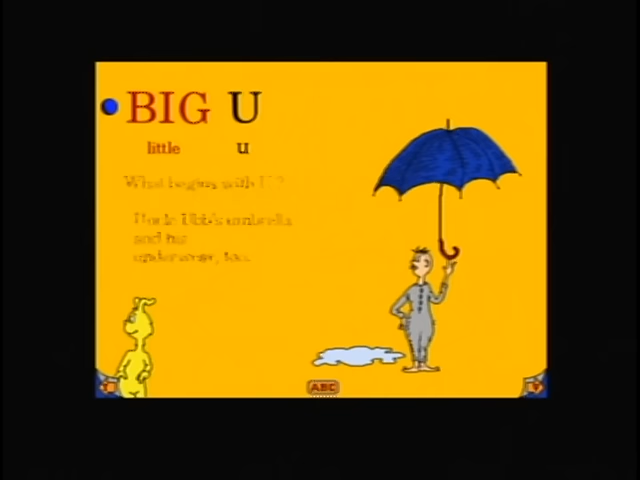 BIG U
little u
What begins with U?
Uncle Ubb's umbrella
and his
underwear, too.
ABC